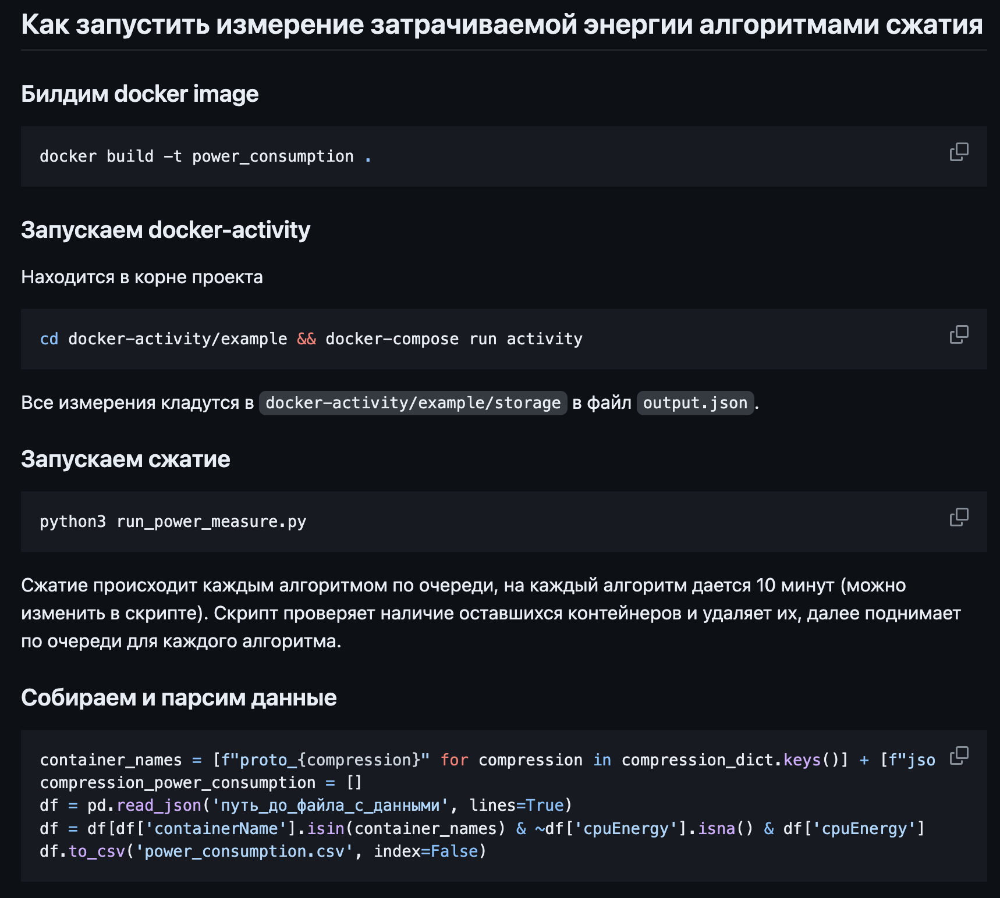 Как запустить измерение затрачиваемой энергии алгоритмами сжатия
Билдим docker image
docker build -t power_consumption .
Запускаем docker-activity
Находится в корне проекта
cd docker-activity/example && docker-compose run activity
Все измерения кладутся в docker-activity/example/storage в файл output.json.
Запускаем сжатие
python3 run_power_measure.py
Сжатие происходит каждым алгоритмом по очереди, на каждый алгоритм дается 10 минут (можно
изменить в скрипте). Скрипт проверяет наличие оставшихся контейнеров и удаляет их, далее поднимает
по очереди для каждого алгоритма.
Собираем и парсим данные
container_names = [f"proto_{compression}" for compression in compression_dict.keys()] + [f"jso
compression_power_consumption = []
df = pd.read_json('путь_до_файла_с_данными', lines=True)
df = df[df['containerName'].isin(container_names) & ~df['cpuEnergy'].isna() & df['cpuEnergy']
df.to_csv('power_consumption.csv', index=False)